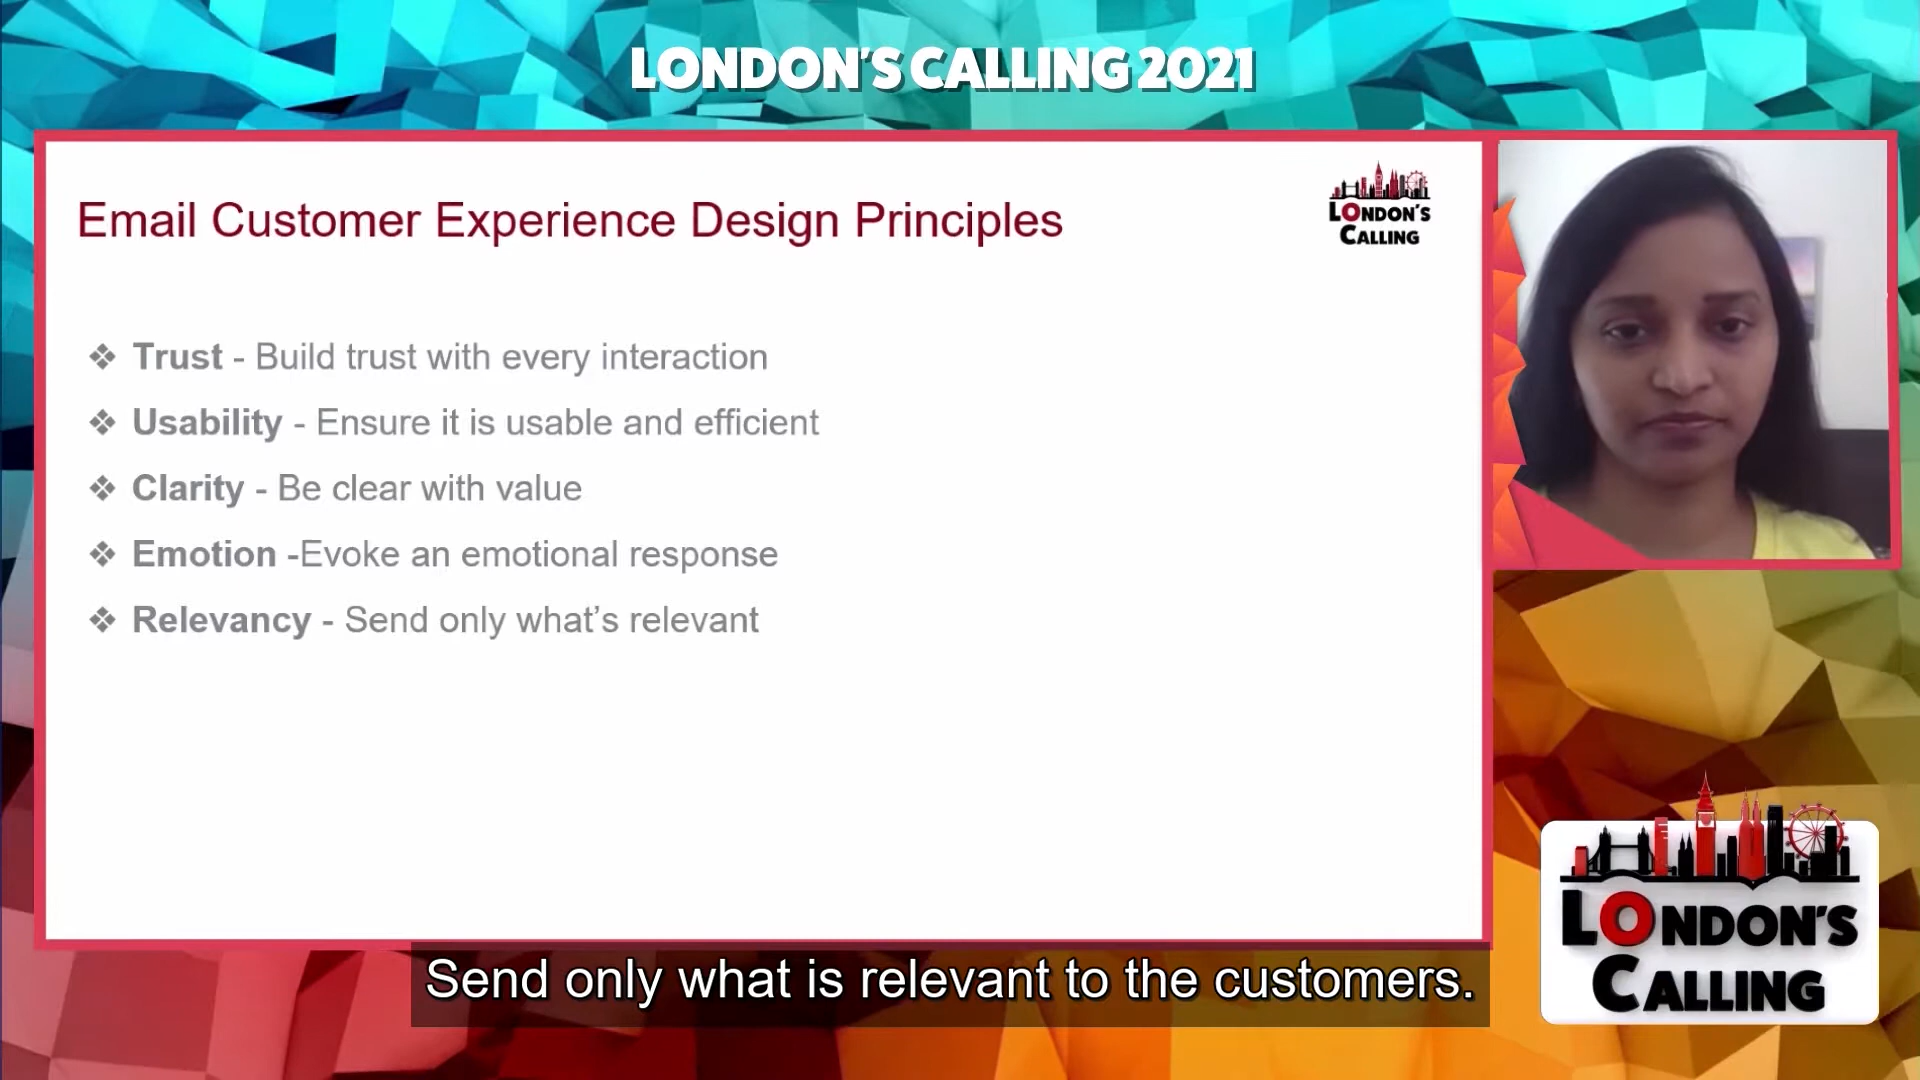 LONDON'S CALLING 2021
Email Customer Experience Design Principles
LONDON'S
CALLING
❖ Trust - Build trust with every interaction
❖ Usability - Ensure it is usable and efficient
❖ Clarity - Be clear with value
❖ Emotion -Evoke an emotional response
❖ Relevancy - Send only what’s relevant
Send only what is relevant to the customers.
LONDON'S
CALLING